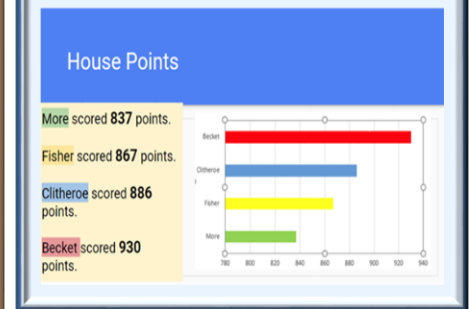 House Points
More scored 837 points.
Fisher scored 867 points.
Clitheroe scored 886
points.
Becket scored 930
points.
Becket
Clitheroe
Fisher
More
780 800 820 840 860 880 900 920 940